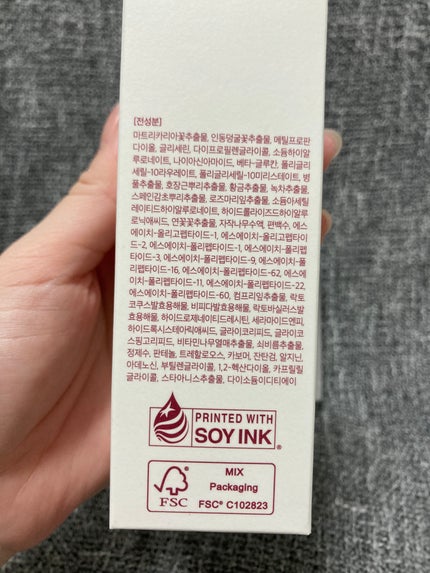 [전성분]
마트리카리아꽃추출물, 인동덩굴꽃추출물, 메틸프로판
다이올, 글리세린, 다이프로필렌글라이콜, 소듐하이알
루로네이트, 나이아신아마이드, 베타-글루칸, 폴리글리
세릴-10라우레이트, 폴리글리세릴-10미리스테이트, 병
풀추출물, 호장근뿌리추출물, 황금추출물, 녹차추출물,
스페인감초뿌리추출물, 로즈마리잎추출물, 소듐아세틸
레이티드하이알루로네이트, 하이드롤라이즈드하이알루
로닉애씨드, 연꽃꽃추출물, 자작나무수액, 편백수, 에스
에이치-올리고펩타이드-1, 에스에이치-올리고펩타이
드-2, 에스에이치-폴리펩타이드-1, 에스에이치-폴리펩타이
드-3, 에스에이치-폴리펩타이드-9, 에스에이치-폴리펩
타이드-16, 에스에이치-폴리펩타이드-62, 에스에
이치-폴리펩타이드-11, 에스에이치-폴리펩타이드-22,
에스에이치-폴리펩타이드-60, 컴프리잎추출물, 락토
코쿠스발효용해물, 비피다발효용해물, 락토바실러스발
효용해물, 하이드로제네이티드레시틴, 세라마이드엔피,
하이드록시스테아릭애씨드, 글라이코리피드, 글라이코
스핑고리피드, 비타민나무열매추출물, 쇠비름추출물,
정제수, 판테놀, 트레할로오스, 카보머, 잔탄검, 알지닌,
아데노신, 부틸렌글라이콜, 1,2-헥산다이올, 카프릴릴
글라이콜, 스타아니스추출물, 다이소듐이디티에이
PRINTED WITH
SOY INK®
FSC
MIX
Packaging
FSC® C102823